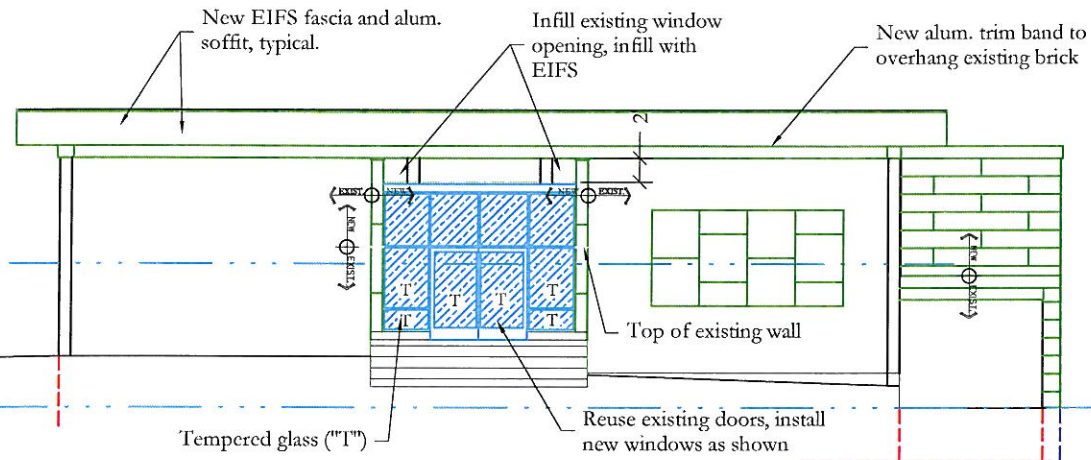 New EIFS fascia and alum.
soffit, typical.
Infill existing window
opening, infill with
EIFS
New alum. trim band to
overhang existing brick
2
EXIST.
NEW
NEW
EXIST.
NEW
EXIST.
NEW
EXIST.
T
T
T
T
T
T
Top of existing wall
Tempered glass ("T")
Reuse existing doors, install
new windows as shown